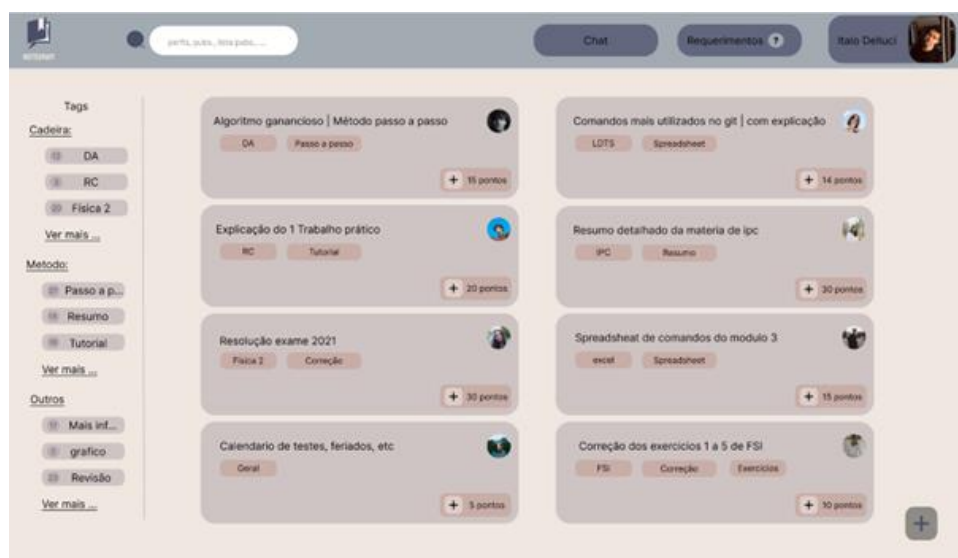 perfis, pubs., lista pubs., ....
Chat
Requerimentos ?
Italo Delluci
Tags
Cadeira:
DA
RC
Física 2
Ver mais ...
Metodo:
Passo a p...
Resumo
Tutorial
Ver mais ...
Outros
Mais inf...
grafico
Revisão
Ver mais ...
Algoritmo ganancioso | Método passo a passo
DA
Passo a passo
+ 15 pontos
Comandos mais utilizados no git | com explicação
LDTS
Spreadsheet
+ 14 pontos
Explicação do 1 Trabalho prático
RC
Tutorial
+ 20 pontos
Resumo detalhado da materia de ipc
IPC
Resumo
+ 30 pontos
Resolução exame 2021
Física 2
Correção
+ 30 pontos
Spreadsheat de comandos do modulo 3
excel
Spreadsheet
+ 15 pontos
Calendario de testes, feriados, etc
Geral
+ 5 pontos
Correção dos exercicios 1 a 5 de FSI
FSI
Correção
Exercicios
+ 10 pontos
+